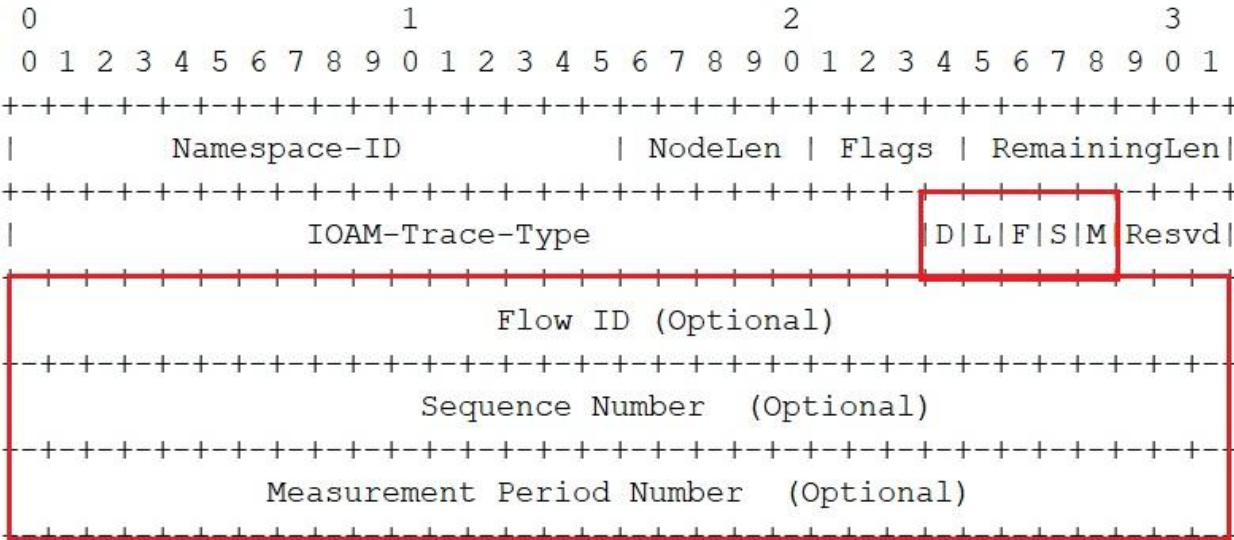 0                   1                   2                   3
0 1 2 3 4 5 6 7 8 9 0 1 2 3 4 5 6 7 8 9 0 1 2 3 4 5 6 7 8 9 0 1
+-+-+-+-+-+-+-+-+-+-+-+-+-+-+-+-+-+-+-+-+-+-+-+-+-+-+-+-+-+-+-+-+
|        Namespace-ID           | NodeLen | Flags | RemainingLen|
+-+-+-+-+-+-+-+-+-+-+-+-+-+-+-+-+-+-+-+-+-+-+-+-+-+-+-+-+-+-+-+-+
|               IOAM-Trace-Type                 |D|L|F|S|M|Resvd|
+-+-+-+-+-+-+-+-+-+-+-+-+-+-+-+-+-+-+-+-+-+-+-+-+-+-+-+-+-+-+-+-+
Flow ID (Optional)
+-+-+-+-+-+-+-+-+-+-+-+-+-+-+-+-+-+-+-+-+-+-+-+-+-+-+-+-+-+-+-+-+
Sequence Number  (Optional)
+-+-+-+-+-+-+-+-+-+-+-+-+-+-+-+-+-+-+-+-+-+-+-+-+-+-+-+-+-+-+-+-+
Measurement Period Number  (Optional)
+-+-+-+-+-+-+-+-+-+-+-+-+-+-+-+-+-+-+-+-+-+-+-+-+-+-+-+-+-+-+-+-+